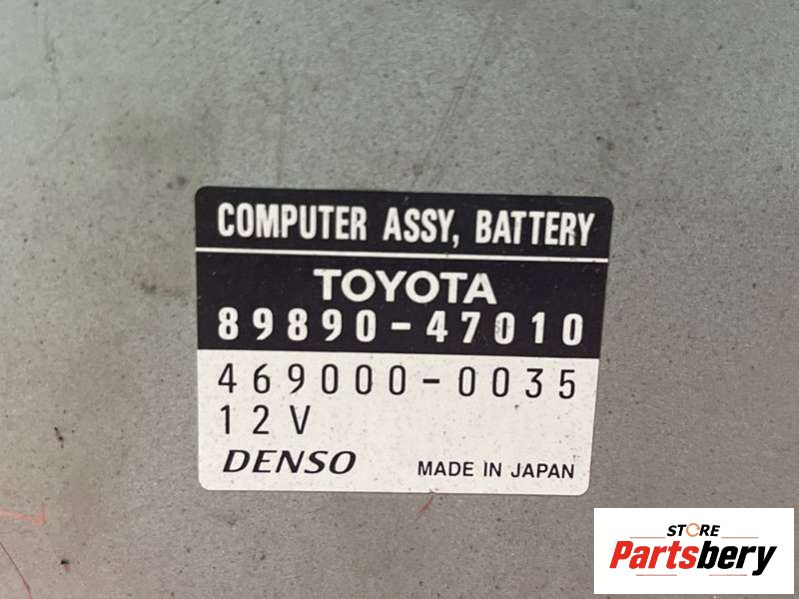 COMPUTER ASSY, BATTERY
TOYOTA
89890-47010
469000-0035
12V
DENSO MADE IN JAPAN
STORE
Partsbery